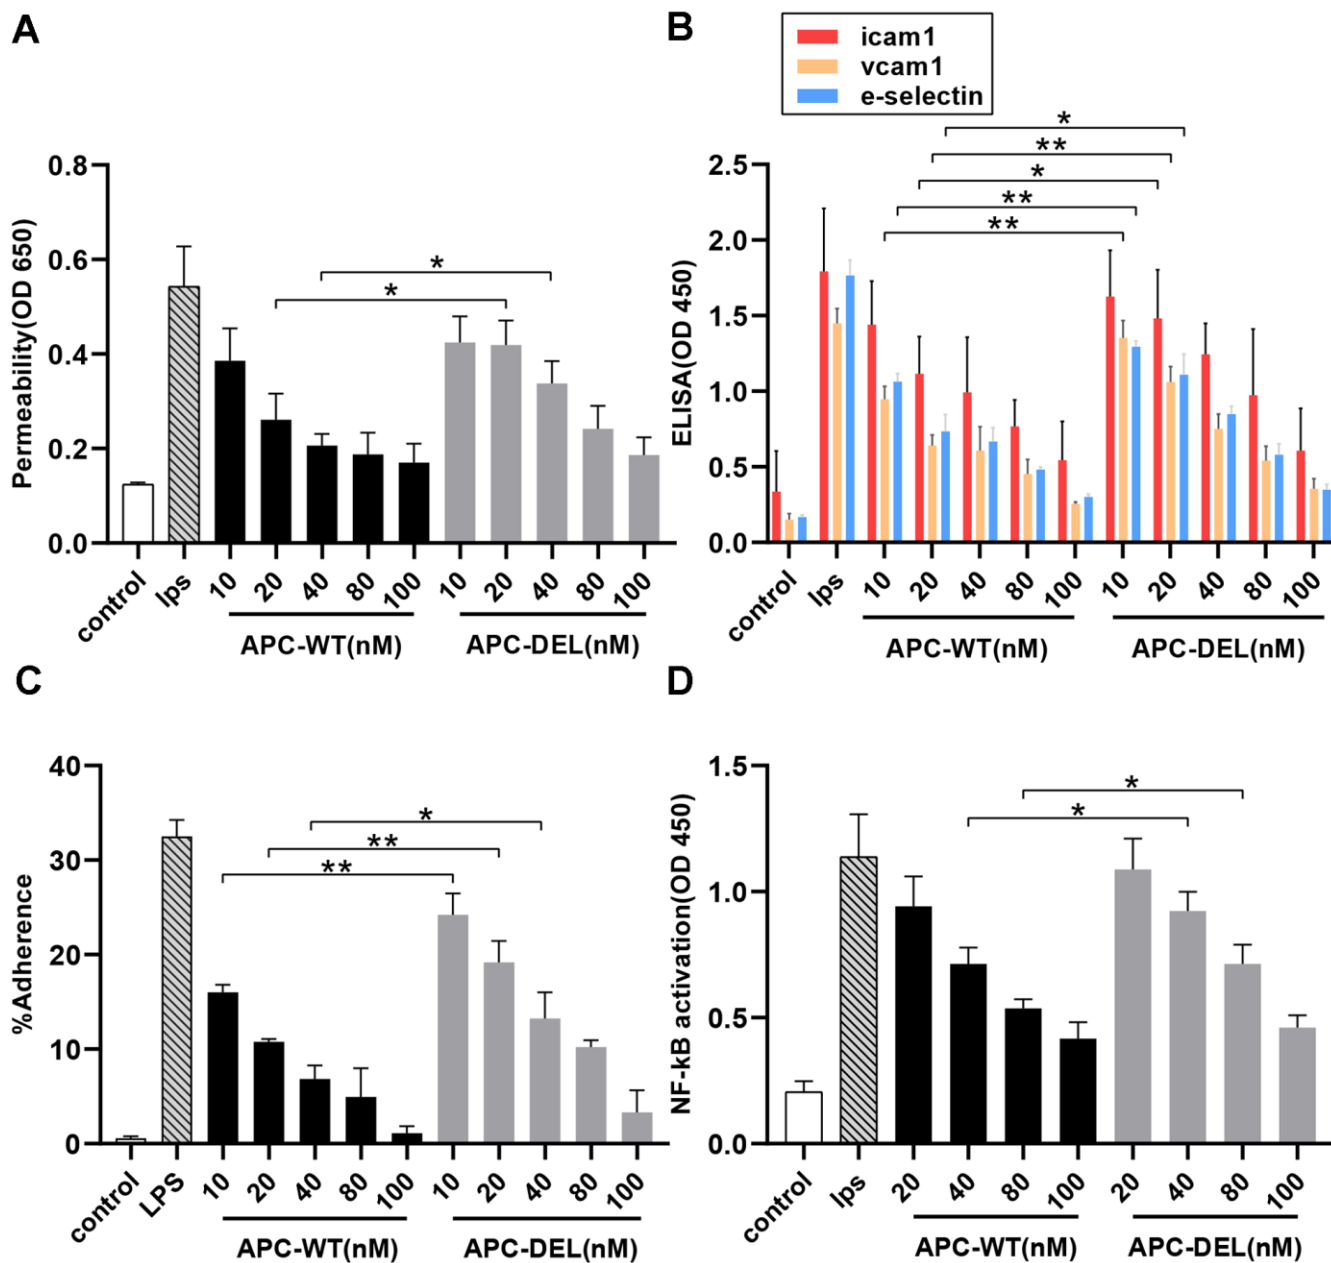 A
B
icam1
vcam1
e-selectin
Permeability(OD 650)
0.8
0.6
0.4
0.2
0.0
*
*
control
lps
10
20
40
80
100
10
20
40
80
100
APC-WT(nM)
APC-DEL(nM)
ELISA(OD 450)
2.5
2.0
1.5
1.0
0.5
0.0
*
**
*
**
**
control
lps
10
20
40
80
100
10
20
40
80
100
APC-WT(nM)
APC-DEL(nM)
C
D
%Adherence
40
30
20
10
0
*
**
**
control
LPS
10
20
40
80
100
10
20
40
80
100
APC-WT(nM)
APC-DEL(nM)
NF-kB activation(OD 450)
1.5
1.0
0.5
0.0
*
*
control
lps
20
40
80
100
20
40
80
100
APC-WT(nM)
APC-DEL(nM)